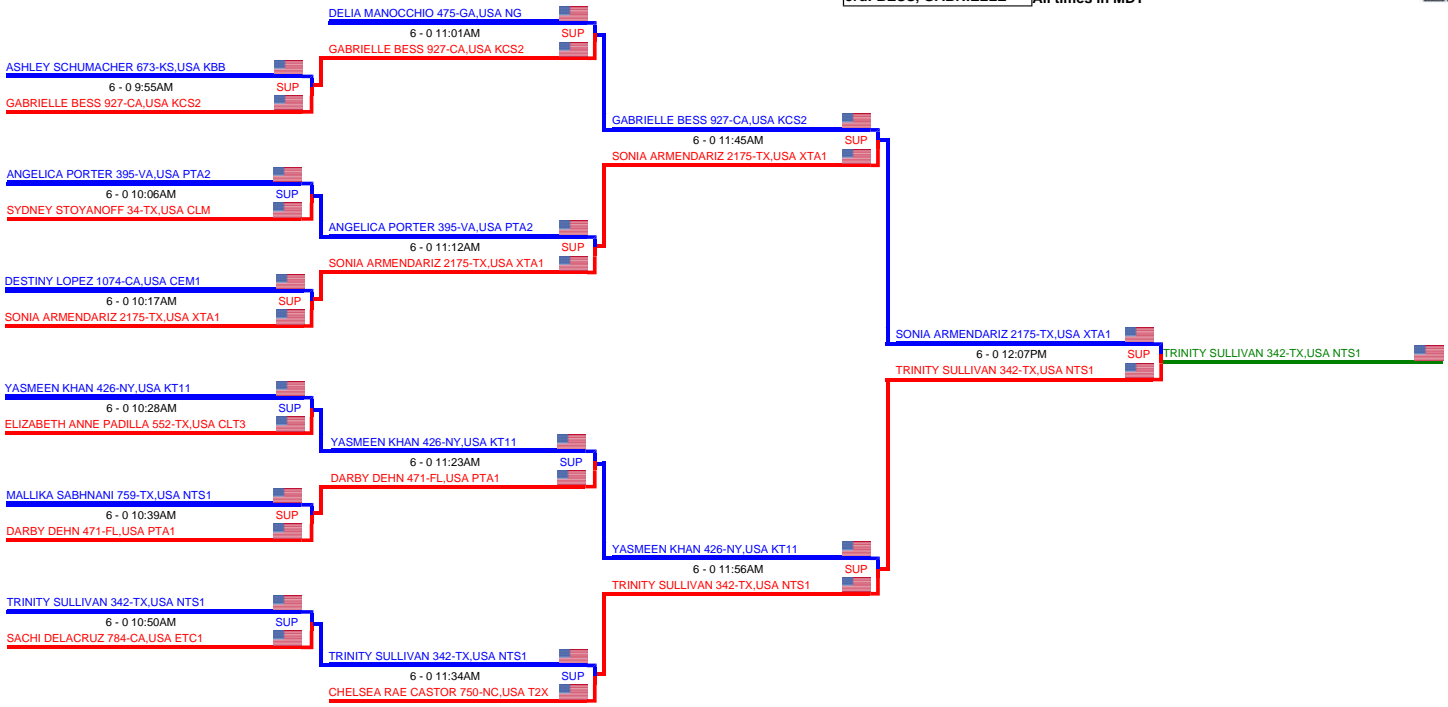 3rd: BESS, GABRIELLE
All times in MDT
DELIA MANOCCHIO 475-GA,USA NG
6 - 0 11:01AM SUP
GABRIELLE BESS 927-CA,USA KCS2
ASHLEY SCHUMACHER 673-KS,USA KBB
6 - 0 9:55AM SUP
GABRIELLE BESS 927-CA,USA KCS2
GABRIELLE BESS 927-CA,USA KCS2
6 - 0 11:45AM SUP
SONIA ARMENDARIZ 2175-TX,USA XTA1
ANGELICA PORTER 395-VA,USA PTA2
6 - 0 10:06AM SUP
SYDNEY STOYANOFF 34-TX,USA CLM
ANGELICA PORTER 395-VA,USA PTA2
6 - 0 11:12AM SUP
SONIA ARMENDARIZ 2175-TX,USA XTA1
DESTINY LOPEZ 1074-CA,USA CEM1
6 - 0 10:17AM SUP
SONIA ARMENDARIZ 2175-TX,USA XTA1
SONIA ARMENDARIZ 2175-TX,USA XTA1
6 - 0 12:07PM SUP
TRINITY SULLIVAN 342-TX,USA NTS1
TRINITY SULLIVAN 342-TX,USA NTS1
YASMEEN KHAN 426-NY,USA KT11
6 - 0 10:28AM SUP
ELIZABETH ANNE PADILLA 552-TX,USA CLT3
YASMEEN KHAN 426-NY,USA KT11
6 - 0 11:23AM SUP
DARBY DEHN 471-FL,USA PTA1
MALLIKA SABHNANI 759-TX,USA NTS1
6 - 0 10:39AM SUP
DARBY DEHN 471-FL,USA PTA1
YASMEEN KHAN 426-NY,USA KT11
6 - 0 11:56AM SUP
TRINITY SULLIVAN 342-TX,USA NTS1
TRINITY SULLIVAN 342-TX,USA NTS1
6 - 0 10:50AM SUP
SACHI DELACRUZ 784-CA,USA ETC1
TRINITY SULLIVAN 342-TX,USA NTS1
6 - 0 11:34AM SUP
CHELSEA RAE CASTOR 750-NC,USA T2X